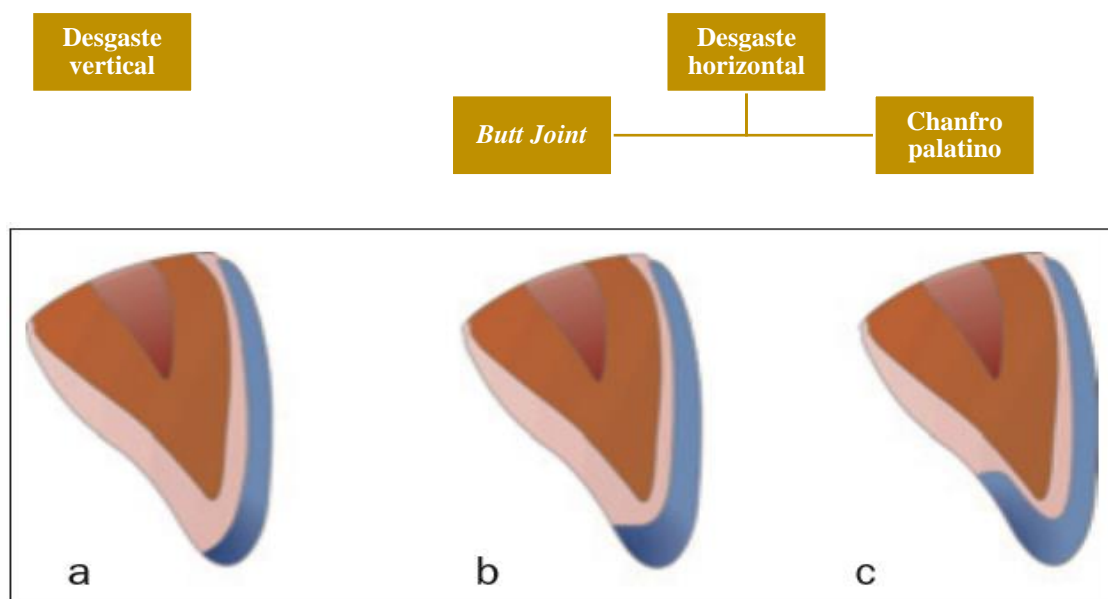 Desgaste
vertical
Desgaste
horizontal
Butt Joint
Chanfro
palatino
a
b
c